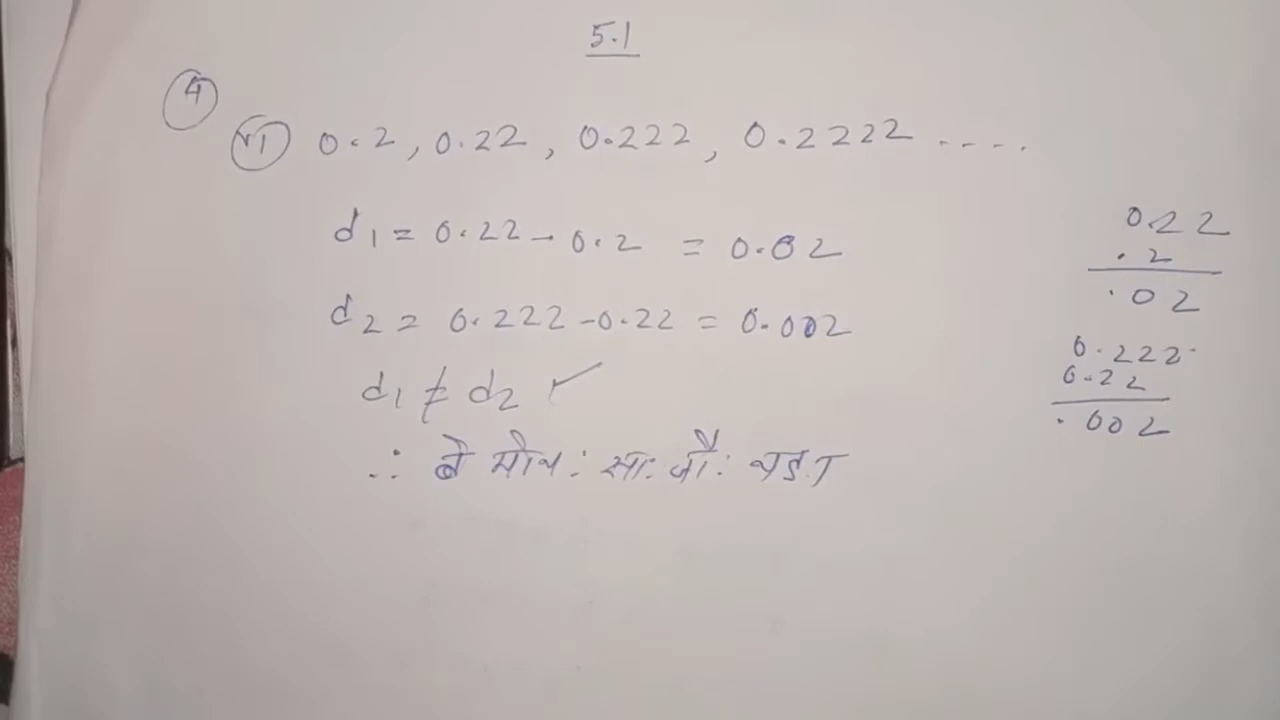 5.1
4
vi 0.2, 0.22, 0.222, 0.2222 ....
d1 = 0.22 - 0.2 = 0.02
d2 = 0.222 - 0.22 = 0.002
d1 ≠ d2 ✓
∴ बे
0.22
.2
.02
0.222
0.22
.002